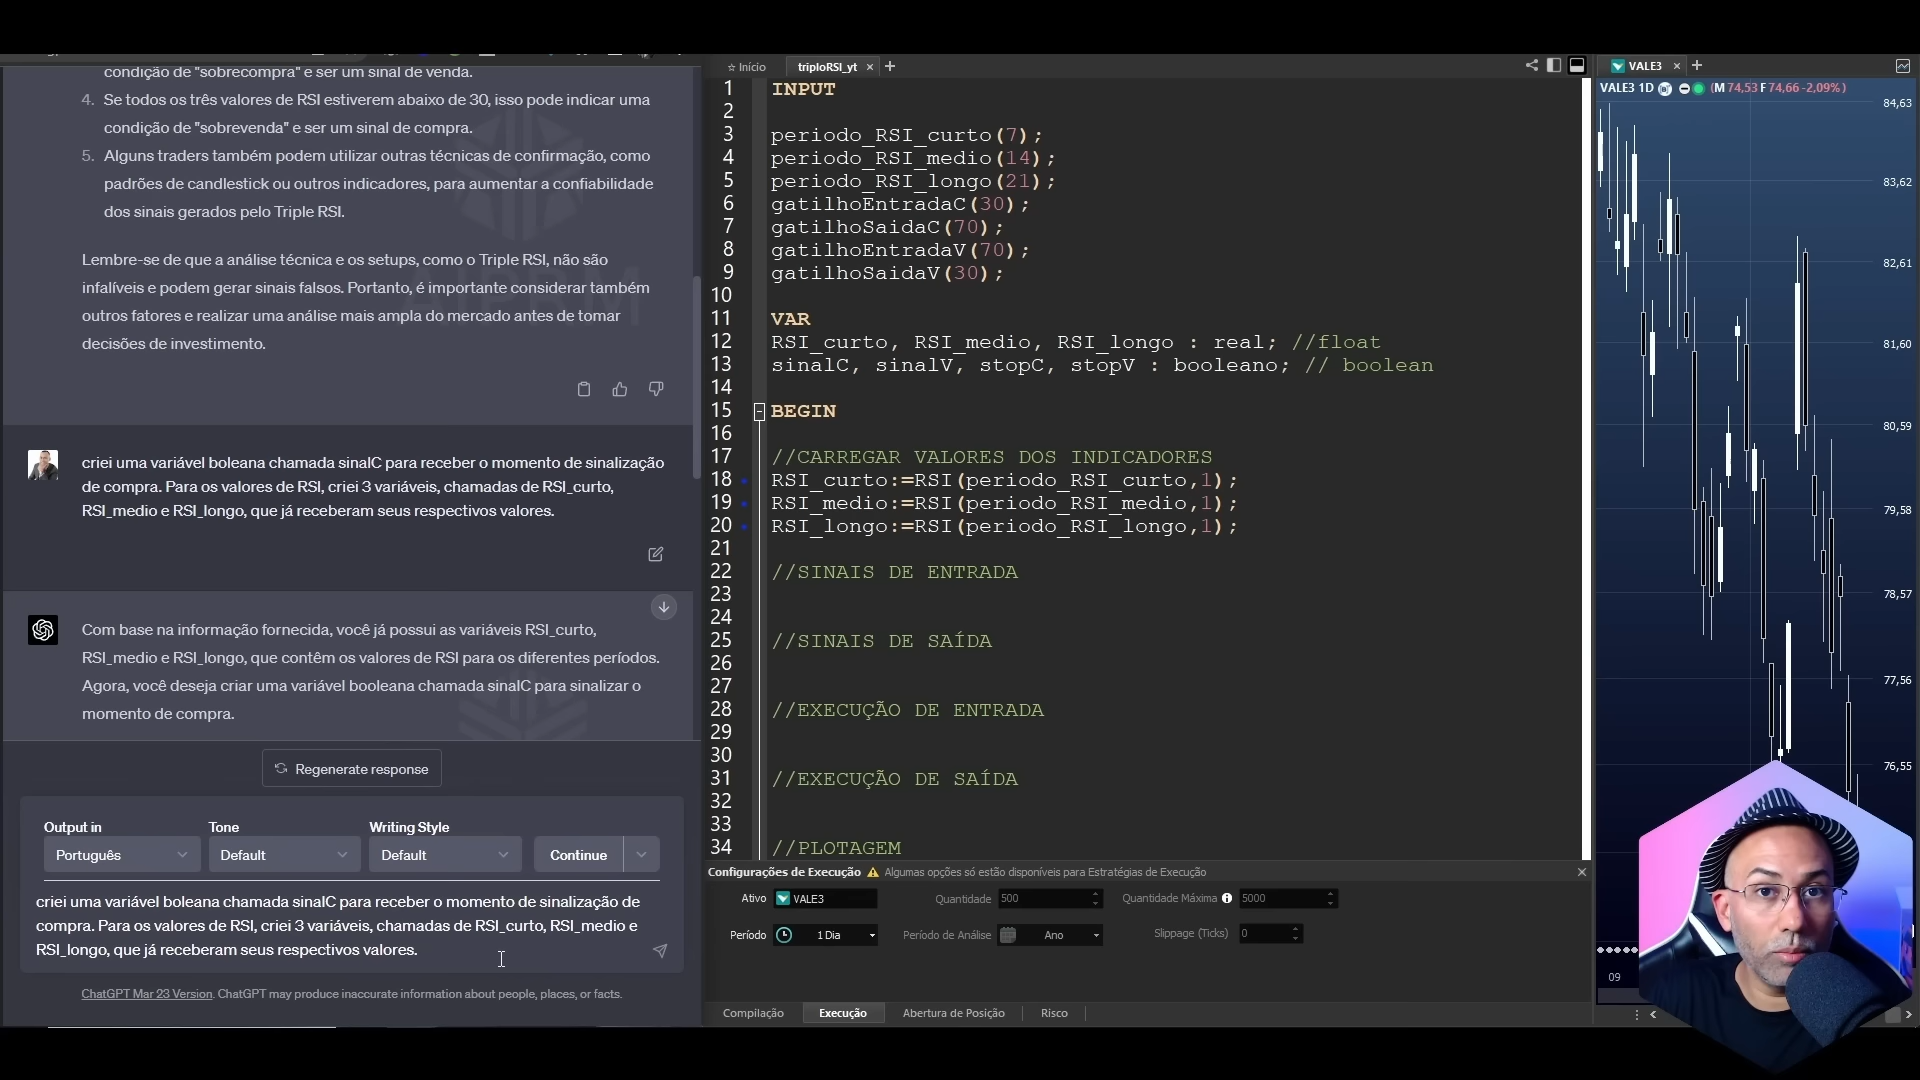 condição de "sobrecompra" e ser um sinal de venda.
4. Se todos os três valores de RSI estiverem abaixo de 30, isso pode indicar uma
condição de "sobrevenda" e ser um sinal de compra.
5. Alguns traders também podem utilizar outras técnicas de confirmação, como
padrões de candlestick ou outros indicadores, para aumentar a confiabilidade
dos sinais gerados pelo Triple RSI.
Lembre-se de que a análise técnica e os setups, como o Triple RSI, não são
infalíveis e podem gerar sinais falsos. Portanto, é importante considerar também
outros fatores e realizar uma análise mais ampla do mercado antes de tomar
decisões de investimento.
AIPRM
criei uma variável boleana chamada sinalC para receber o momento de sinalização
de compra. Para os valores de RSI, criei 3 variáveis, chamadas de RSI_curto,
RSI_medio e RSI_longo, que já receberam seus respectivos valores.
Com base na informação fornecida, você já possui as variáveis RSI_curto,
RSI_medio e RSI_longo, que contêm os valores de RSI para os diferentes períodos.
Agora, você deseja criar uma variável booleana chamada sinalC para sinalizar o
momento de compra.
Regenerate response
Output in Tone Writing Style
Português Default Default Continue
criei uma variável boleana chamada sinalC para receber o momento de sinalização de
compra. Para os valores de RSI, criei 3 variáveis, chamadas de RSI_curto, RSI_medio e
RSI_longo, que já receberam seus respectivos valores.
ChatGPT Mar 23 Version. ChatGPT may produce inaccurate information about people, places, or facts.
Início triploRSI_yt × +
1 INPUT
2
3 periodo_RSI_curto(7);
4 periodo_RSI_medio(14);
5 periodo_RSI_longo(21);
6 gatilhoEntradaC(30);
7 gatilhoSaidaC(70);
8 gatilhoEntradaV(70);
9 gatilhoSaidaV(30);
10
11 VAR
12 RSI_curto, RSI_medio, RSI_longo : real; //float
13 sinalC, sinalV, stopC, stopV : booleano; // boolean
14
15 BEGIN
16
17 //CARREGAR VALORES DOS INDICADORES
18 RSI_curto:=RSI(periodo_RSI_curto,1);
19 RSI_medio:=RSI(periodo_RSI_medio,1);
20 RSI_longo:=RSI(periodo_RSI_longo,1);
21
22 //SINAIS DE ENTRADA
23
24
25 //SINAIS DE SAÍDA
26
27
28 //EXECUÇÃO DE ENTRADA
29
30
31 //EXECUÇÃO DE SAÍDA
32
33
34 //PLOTAGEM
Configurações de Execução Algumas opções só estão disponíveis para Estratégias de Execução
Ativo VALE3 Quantidade 500 Quantidade Máxima 5000
Período 1 Dia Período de Análise Ano Slippage (Ticks) 0
Compilação Execução Abertura de Posição Risco
VALE3 × +
VALE3 1D (M 74,53 F 74,66 -2,09%)
84,63
83,62
82,61
81,60
80,59
79,58
78,57
77,56
76,55
09